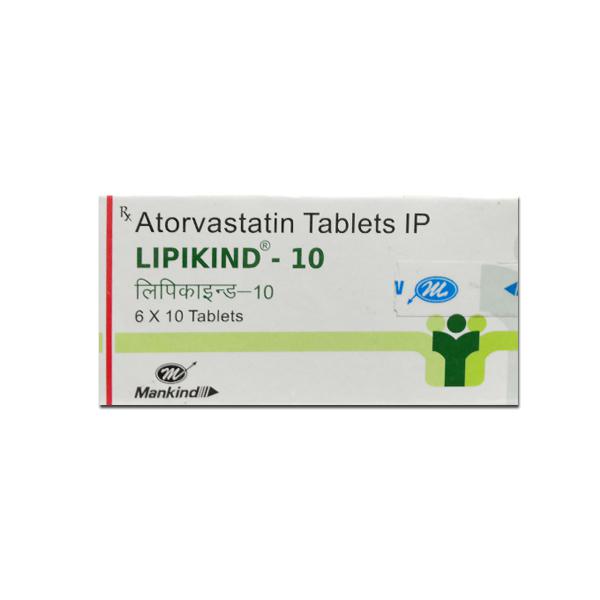 Rx Atorvastatin Tablets IP
LIPIKIND® - 10
लिपिकाइन्ड–10
6 X 10 Tablets
Mankind